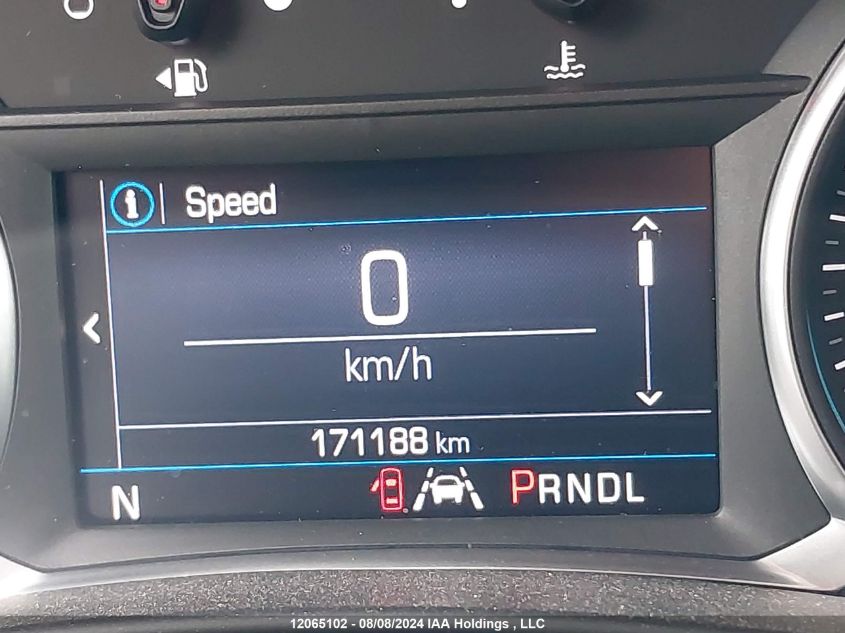 Speed
0
km/h
171188 km
N PRNDL
12065102 - 08/08/2024 IAA Holdings, LLC